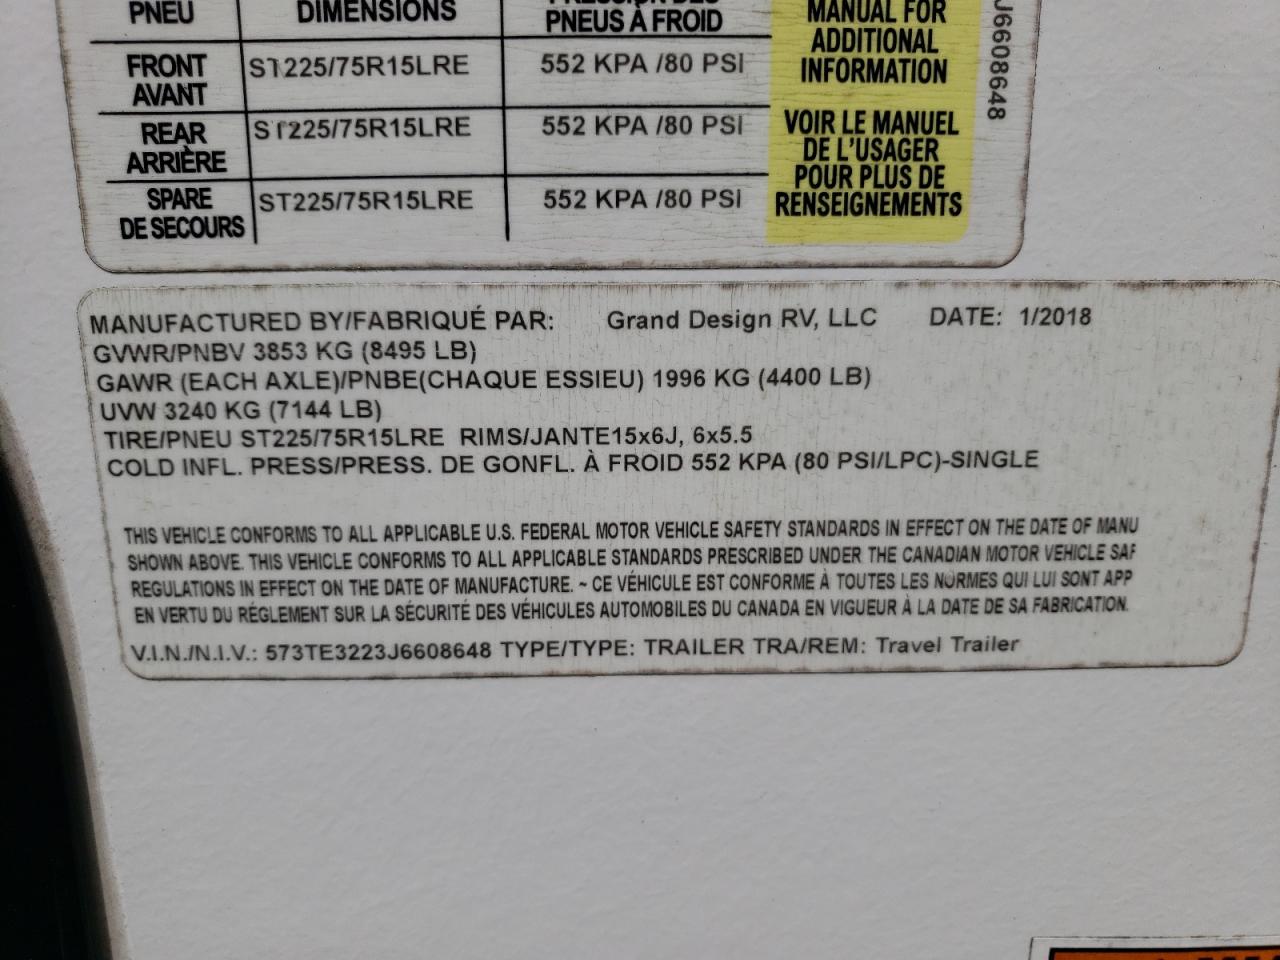 PNEU DIMENSIONS PNEUS À FROID
MANUAL FOR
ADDITIONAL
INFORMATION
FRONT
AVANT ST225/75R15LRE 552 KPA /80 PSI
REAR
ARRIÈRE ST225/75R15LRE 552 KPA /80 PSI
SPARE
DE SECOURS ST225/75R15LRE 552 KPA /80 PSI
VOIR LE MANUEL
DE L'USAGER
POUR PLUS DE
RENSEIGNEMENTS
J6608648
MANUFACTURED BY/FABRIQUÉ PAR: Grand Design RV, LLC DATE: 1/2018
GVWR/PNBV 3853 KG (8495 LB)
GAWR (EACH AXLE)/PNBE(CHAQUE ESSIEU) 1996 KG (4400 LB)
UVW 3240 KG (7144 LB)
TIRE/PNEU ST225/75R15LRE RIMS/JANTE15x6J, 6x5.5
COLD INFL. PRESS/PRESS. DE GONFL. À FROID 552 KPA (80 PSI/LPC)-SINGLE
THIS VEHICLE CONFORMS TO ALL APPLICABLE U.S. FEDERAL MOTOR VEHICLE SAFETY STANDARDS IN EFFECT ON THE DATE OF MANU
SHOWN ABOVE. THIS VEHICLE CONFORMS TO ALL APPLICABLE STANDARDS PRESCRIBED UNDER THE CANADIAN MOTOR VEHICLE SAF
REGULATIONS IN EFFECT ON THE DATE OF MANUFACTURE. ~ CE VÉHICULE EST CONFORME À TOUTES LES NORMES QUI LUI SONT APP
EN VERTU DU RÉGLEMENT SUR LA SÉCURITÉ DES VÉHICULES AUTOMOBILES DU CANADA EN VIGUEUR À LA DATE DE SA FABRICATION.
V.I.N./N.I.V.: 573TE3223J6608648 TYPE/TYPE: TRAILER TRA/REM: Travel Trailer